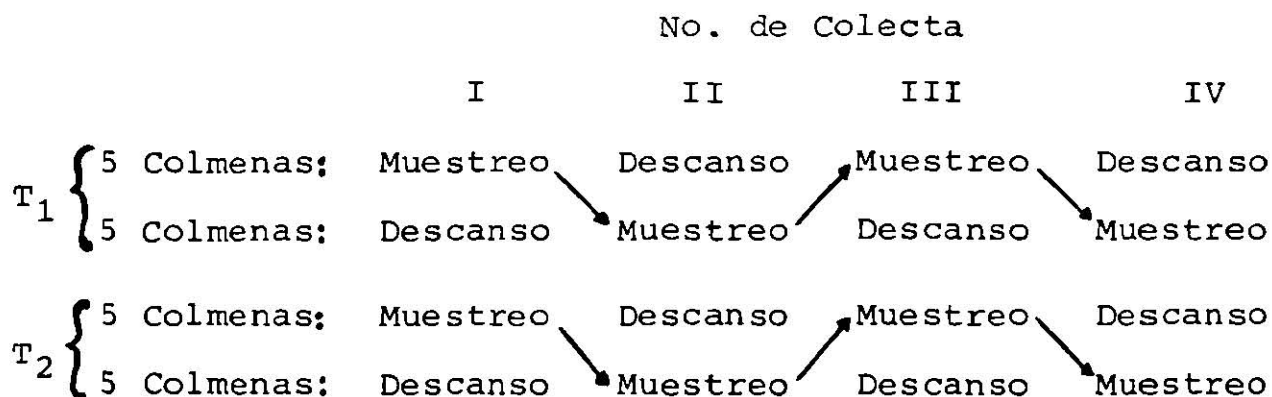 No. de Colecta
I II III IV
T1 { 5 Colmenas: Muestreo Descanso Muestreo Descanso
5 Colmenas: Descanso Muestreo Descanso Muestreo
T2 { 5 Colmenas: Muestreo Descanso Muestreo Descanso
5 Colmenas: Descanso Muestreo Descanso Muestreo